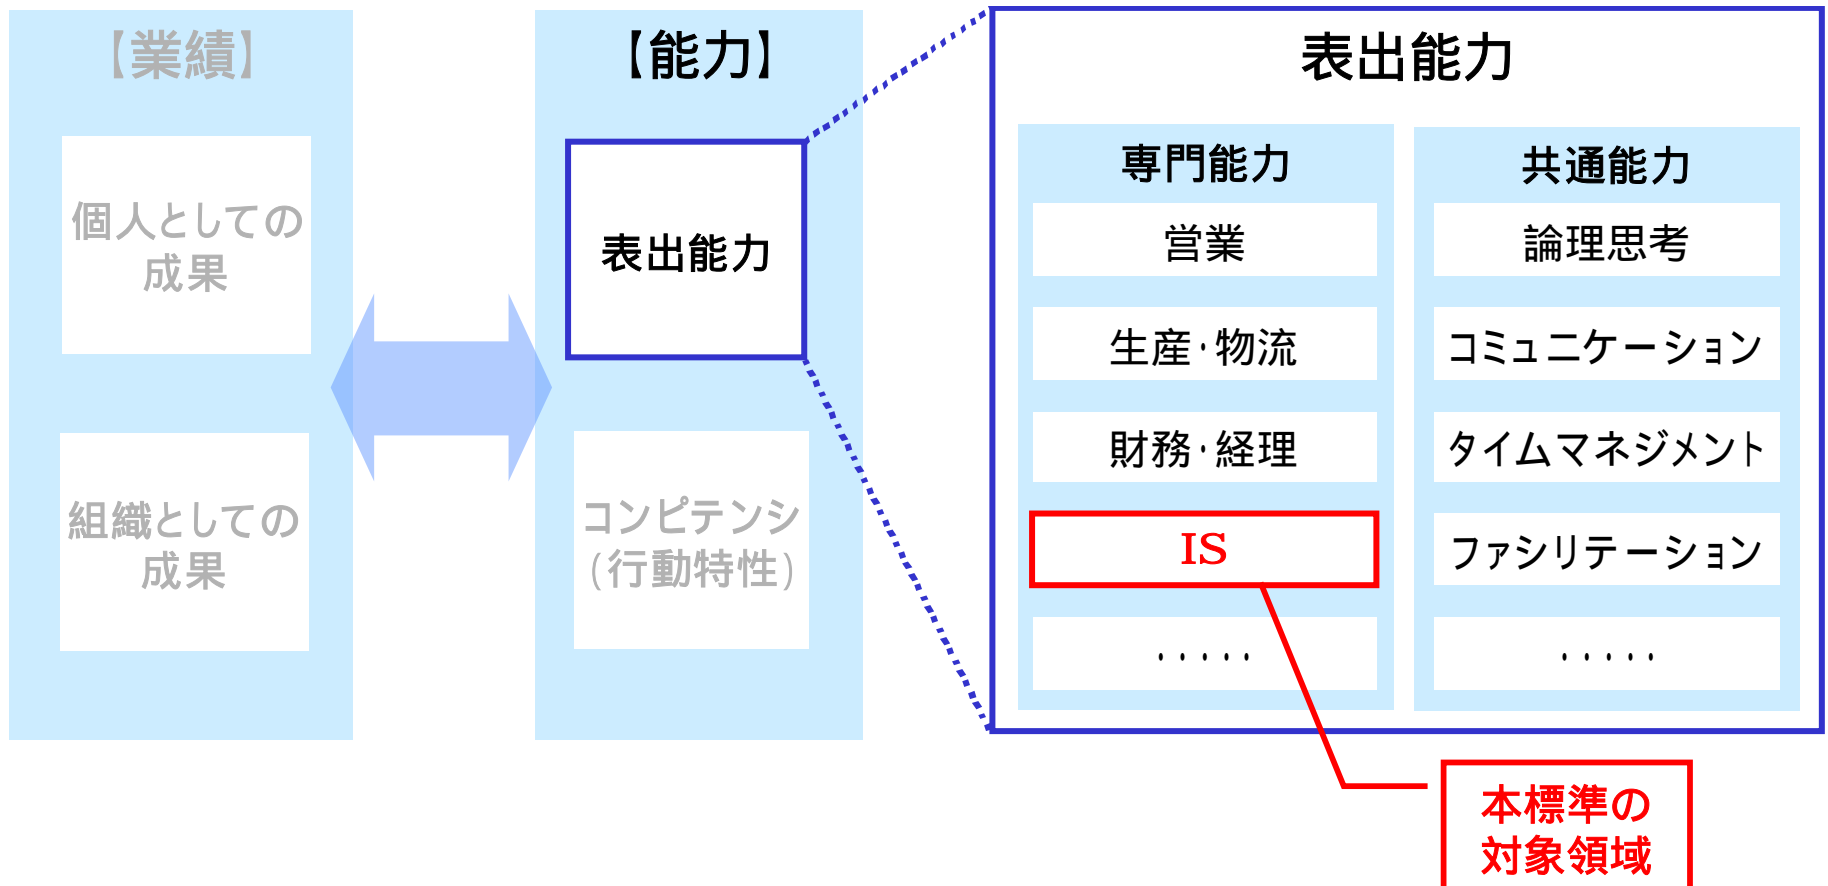 【業績】
個人としての
成果
組織としての
成果
【能力】
表出能力
コンピテンシ
(行動特性)
表出能力
専門能力
営業
生産・物流
財務・経理
IS
・・・・・
共通能力
論理思考
コミュニケーション
タイムマネジメント
ファシリテーション
・・・・・
本標準の
対象領域